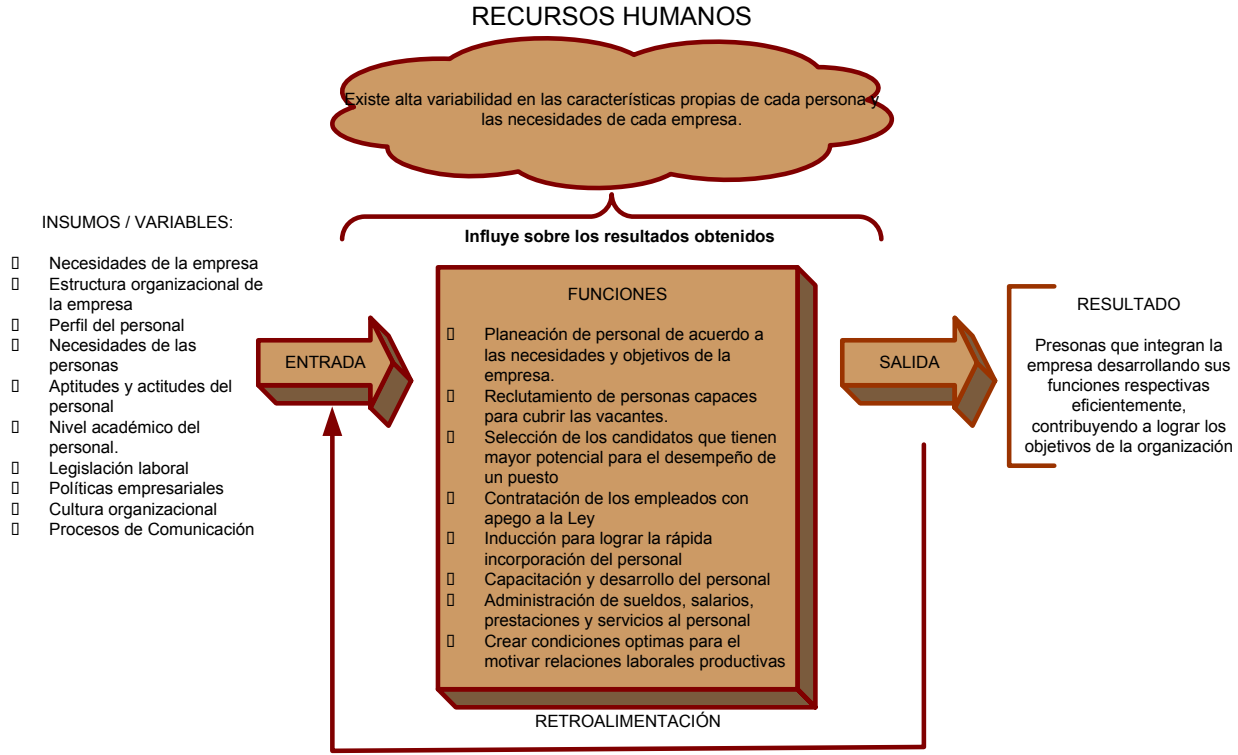 RECURSOS HUMANOS
Existe alta variabilidad en las características propias de cada persona y
las necesidades de cada empresa.
INSUMOS / VARIABLES:
Necesidades de la empresa
Estructura organizacional de
la empresa
Perfil del personal
Necesidades de las
personas
Aptitudes y actitudes del
personal
Nivel académico del
personal.
Legislación laboral
Políticas empresariales
Cultura organizacional
Procesos de Comunicación
Influye sobre los resultados obtenidos
ENTRADA
FUNCIONES
Planeación de personal de acuerdo a
las necesidades y objetivos de la
empresa.
Reclutamiento de personas capaces
para cubrir las vacantes.
Selección de los candidatos que tienen
mayor potencial para el desempeño de
un puesto
Contratación de los empleados con
apego a la Ley
Inducción para lograr la rápida
incorporación del personal
Capacitación y desarrollo del personal
Administración de sueldos, salarios,
prestaciones y servicios al personal
Crear condiciones optimas para el
motivar relaciones laborales productivas
SALIDA
RESULTADO
Presonas que integran la
empresa desarrollando sus
funciones respectivas
eficientemente,
contribuyendo a lograr los
objetivos de la organización
RETROALIMENTACIÓN